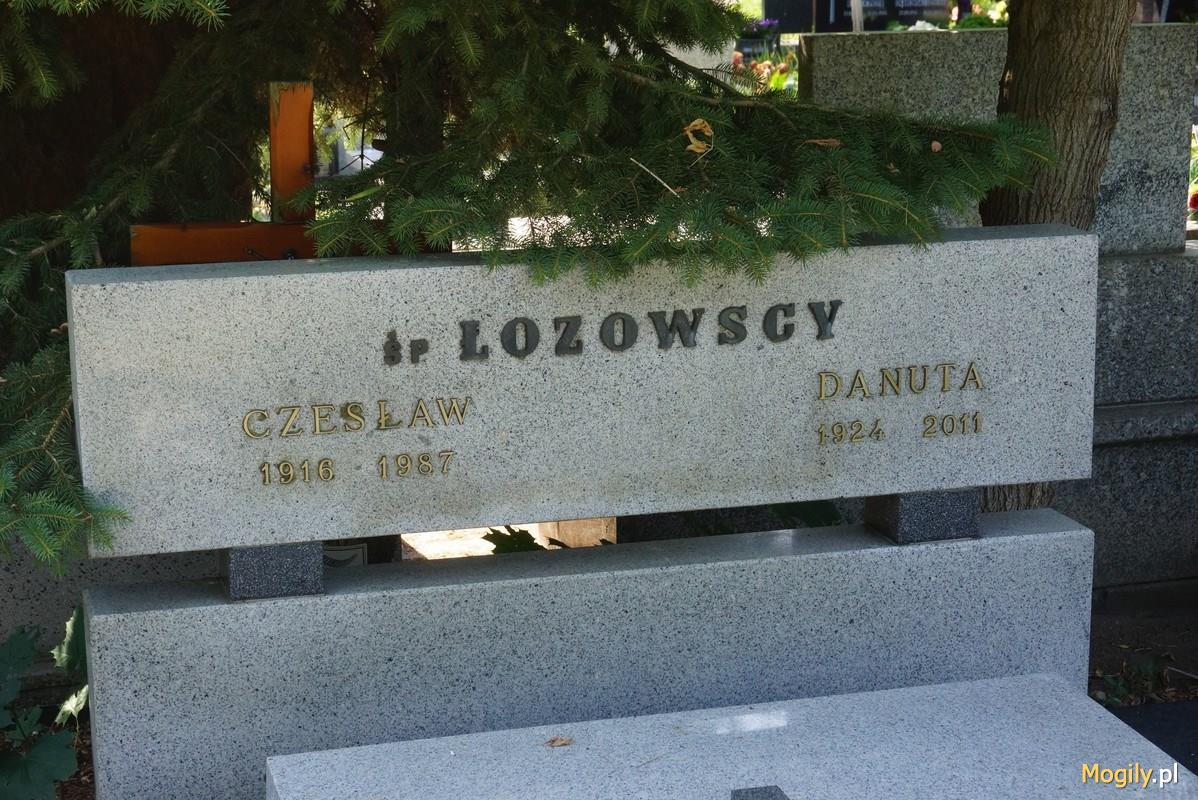 ŚP ŁOZOWSCY
CZESŁAW
1916 1987
DANUTA
1924 2011
Mogily.pl